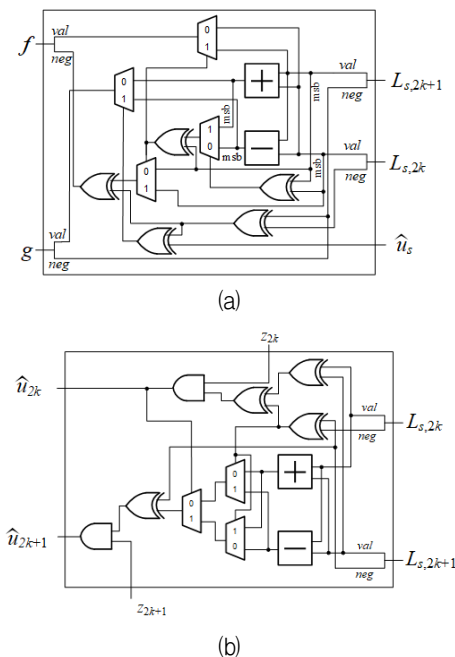 f val neg
0 1
0 1
val L_{s,2k+1}
neg
+
msb
msb
1 0
−
msb
msb
val L_{s,2k}
neg
0 1
val
g
neg
û_s
(a)
z_{2k}
û_{2k}
val L_{s,2k}
neg
0 1
+
0 1
1 0
−
û_{2k+1}
val L_{s,2k+1}
neg
z_{2k+1}
(b)